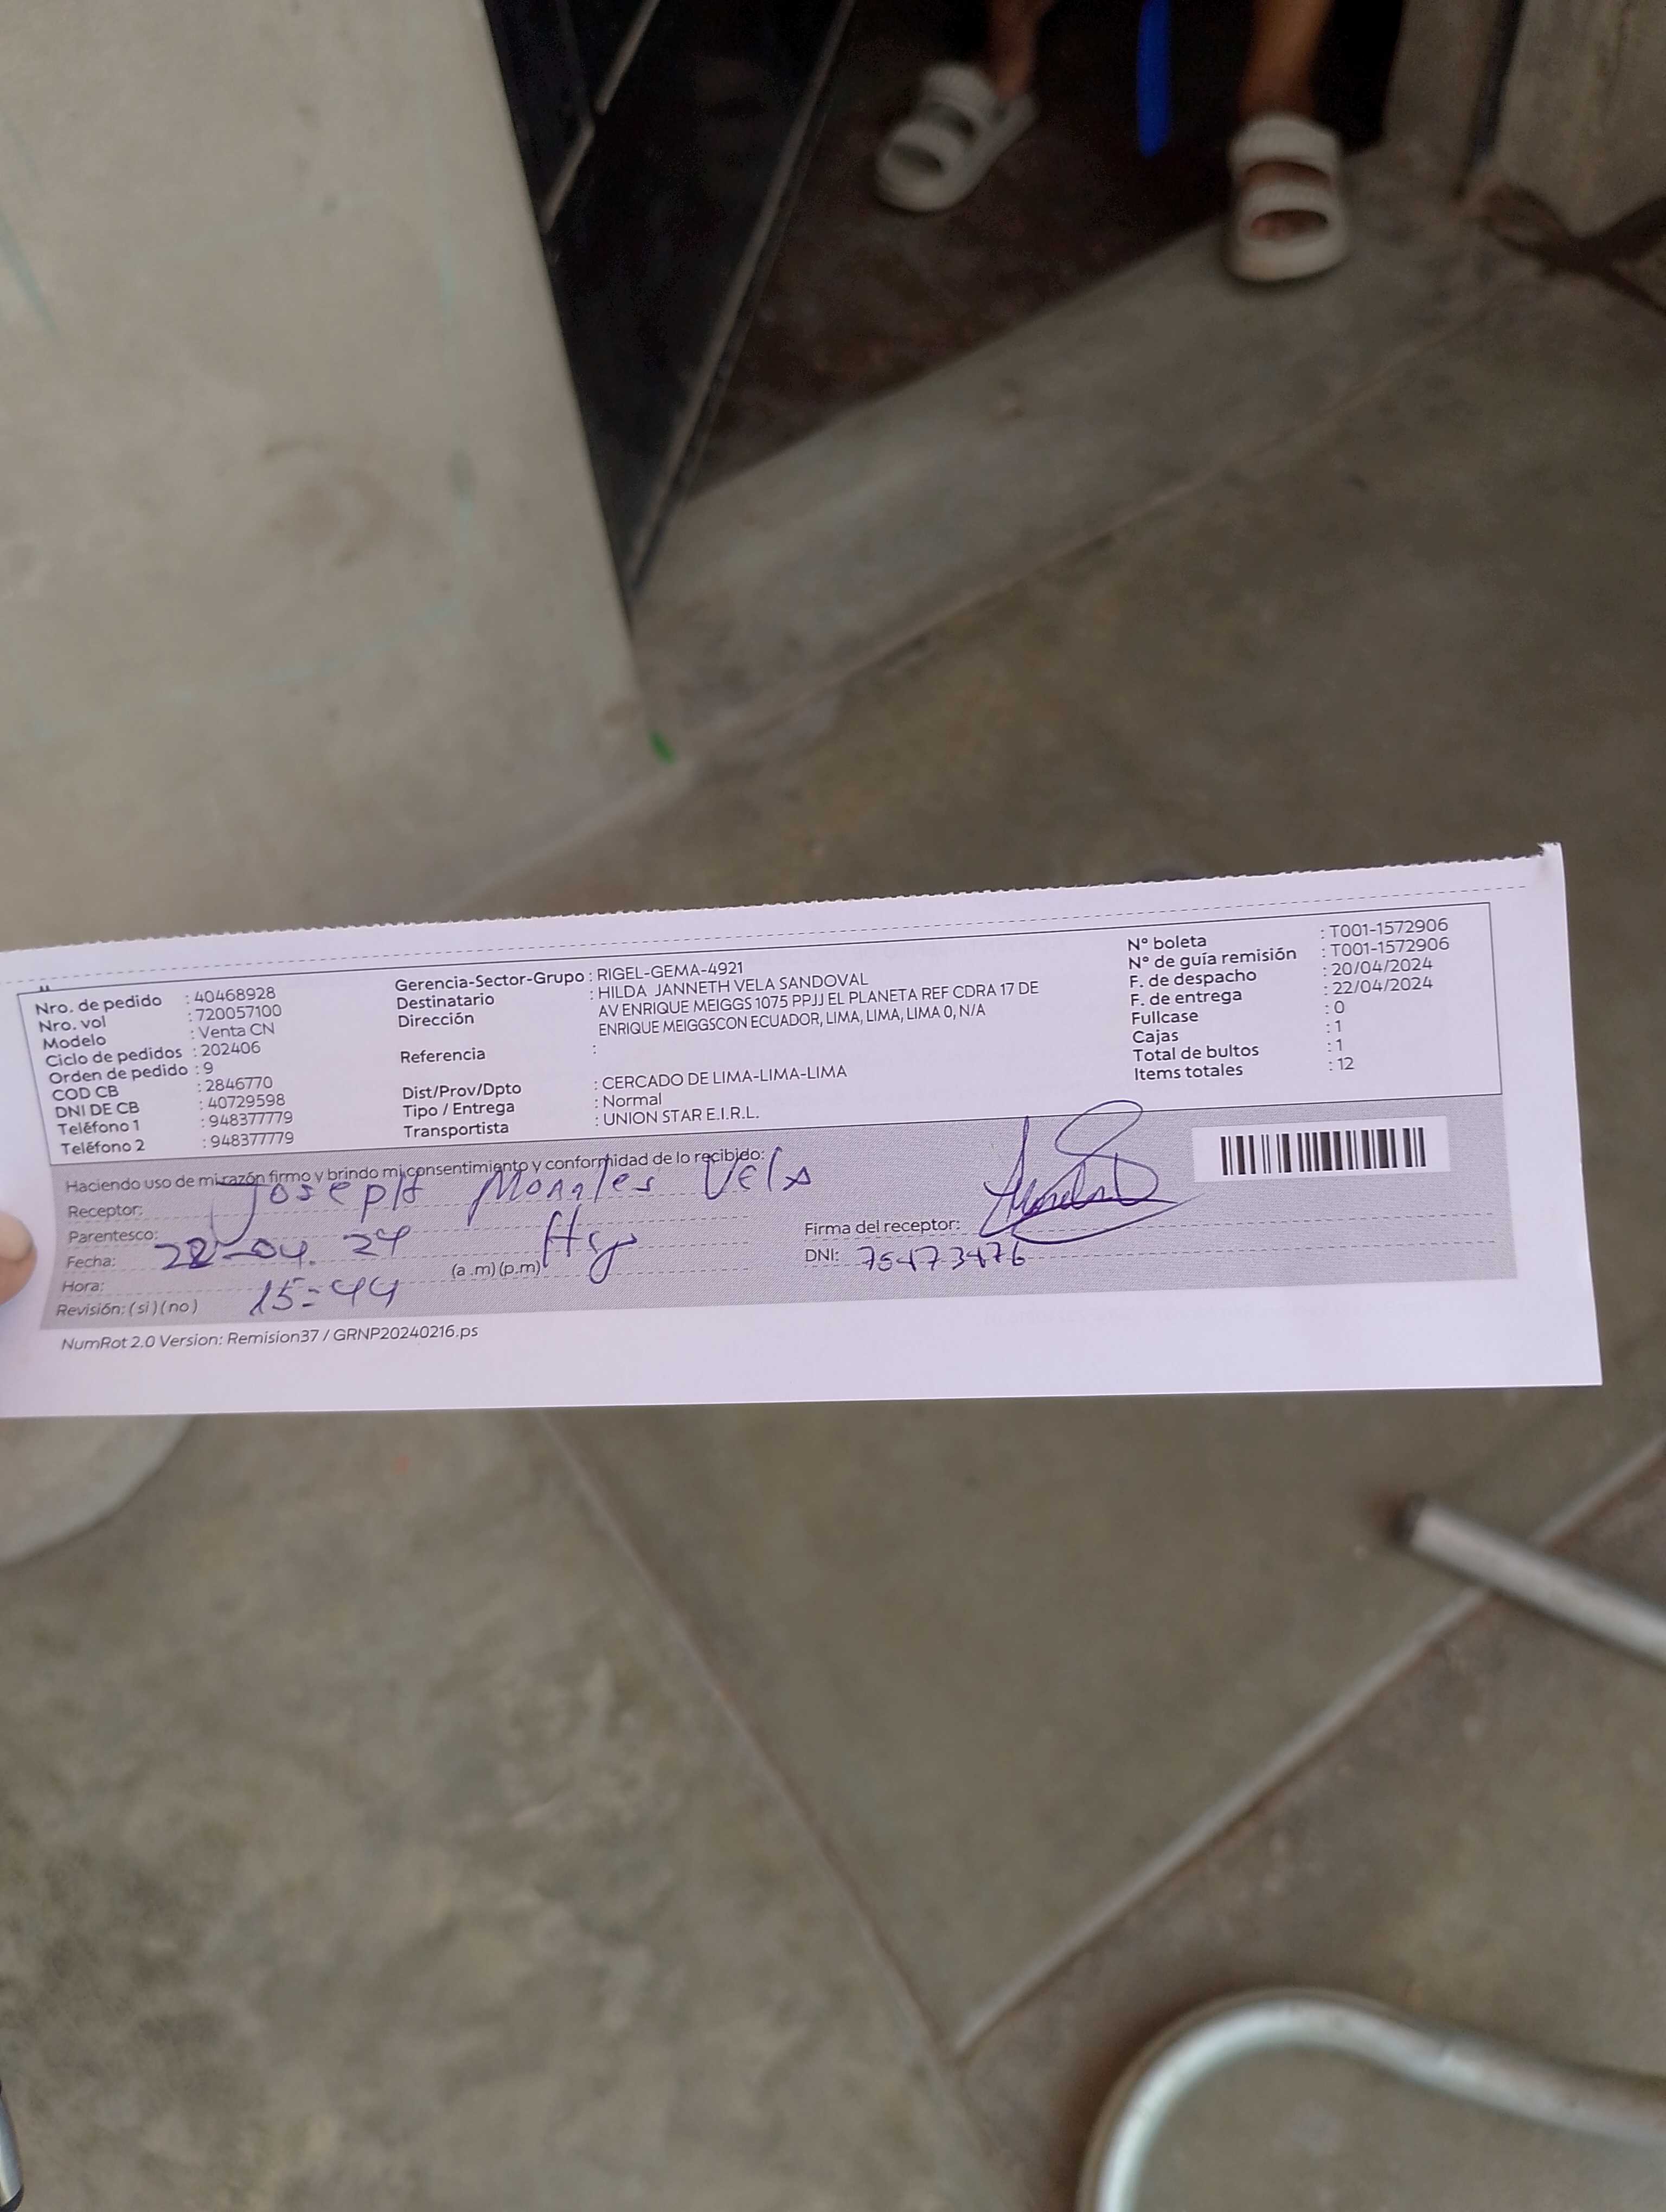 Nro. de pedido : 40468928
Nro. vol : 720057100
Modelo : Venta CN
Ciclo de pedidos : 202406
Orden de pedido : 9
COD CB : 2846770
DNI DE CB : 40729598
Teléfono 1 : 948377779
Teléfono 2 : 948377779
Gerencia-Sector-Grupo : RIGEL-GEMA-4921
Destinatario : HILDA JANNETH VELA SANDOVAL
Dirección AV ENRIQUE MEIGGS 1075 PPJJ EL PLANETA REF CDRA 17 DE
ENRIQUE MEIGGSCON ECUADOR, LIMA, LIMA, LIMA 0, N/A
Referencia :
Dist/Prov/Dpto : CERCADO DE LIMA-LIMA-LIMA
Tipo / Entrega : Normal
Transportista : UNION STAR E.I.R.L.
N° boleta : T001-1572906
N° de guía remisión : T001-1572906
F. de despacho : 20/04/2024
F. de entrega : 22/04/2024
Fullcase : 0
Cajas : 1
Total de bultos : 1
Items totales : 12
Haciendo uso de mi razón firmo y brindo mi consentimiento y conformidad de lo recibido:
Receptor: Joseph Morales Vela
Parentesco:
Fecha: 22-04. 24
Hora: 15:44 (a.m) (p.m)
Revisión: (si) (no)
Firma del receptor:
DNI: 75473476
NumRot 2.0 Version: Remision37 / GRNP20240216.ps